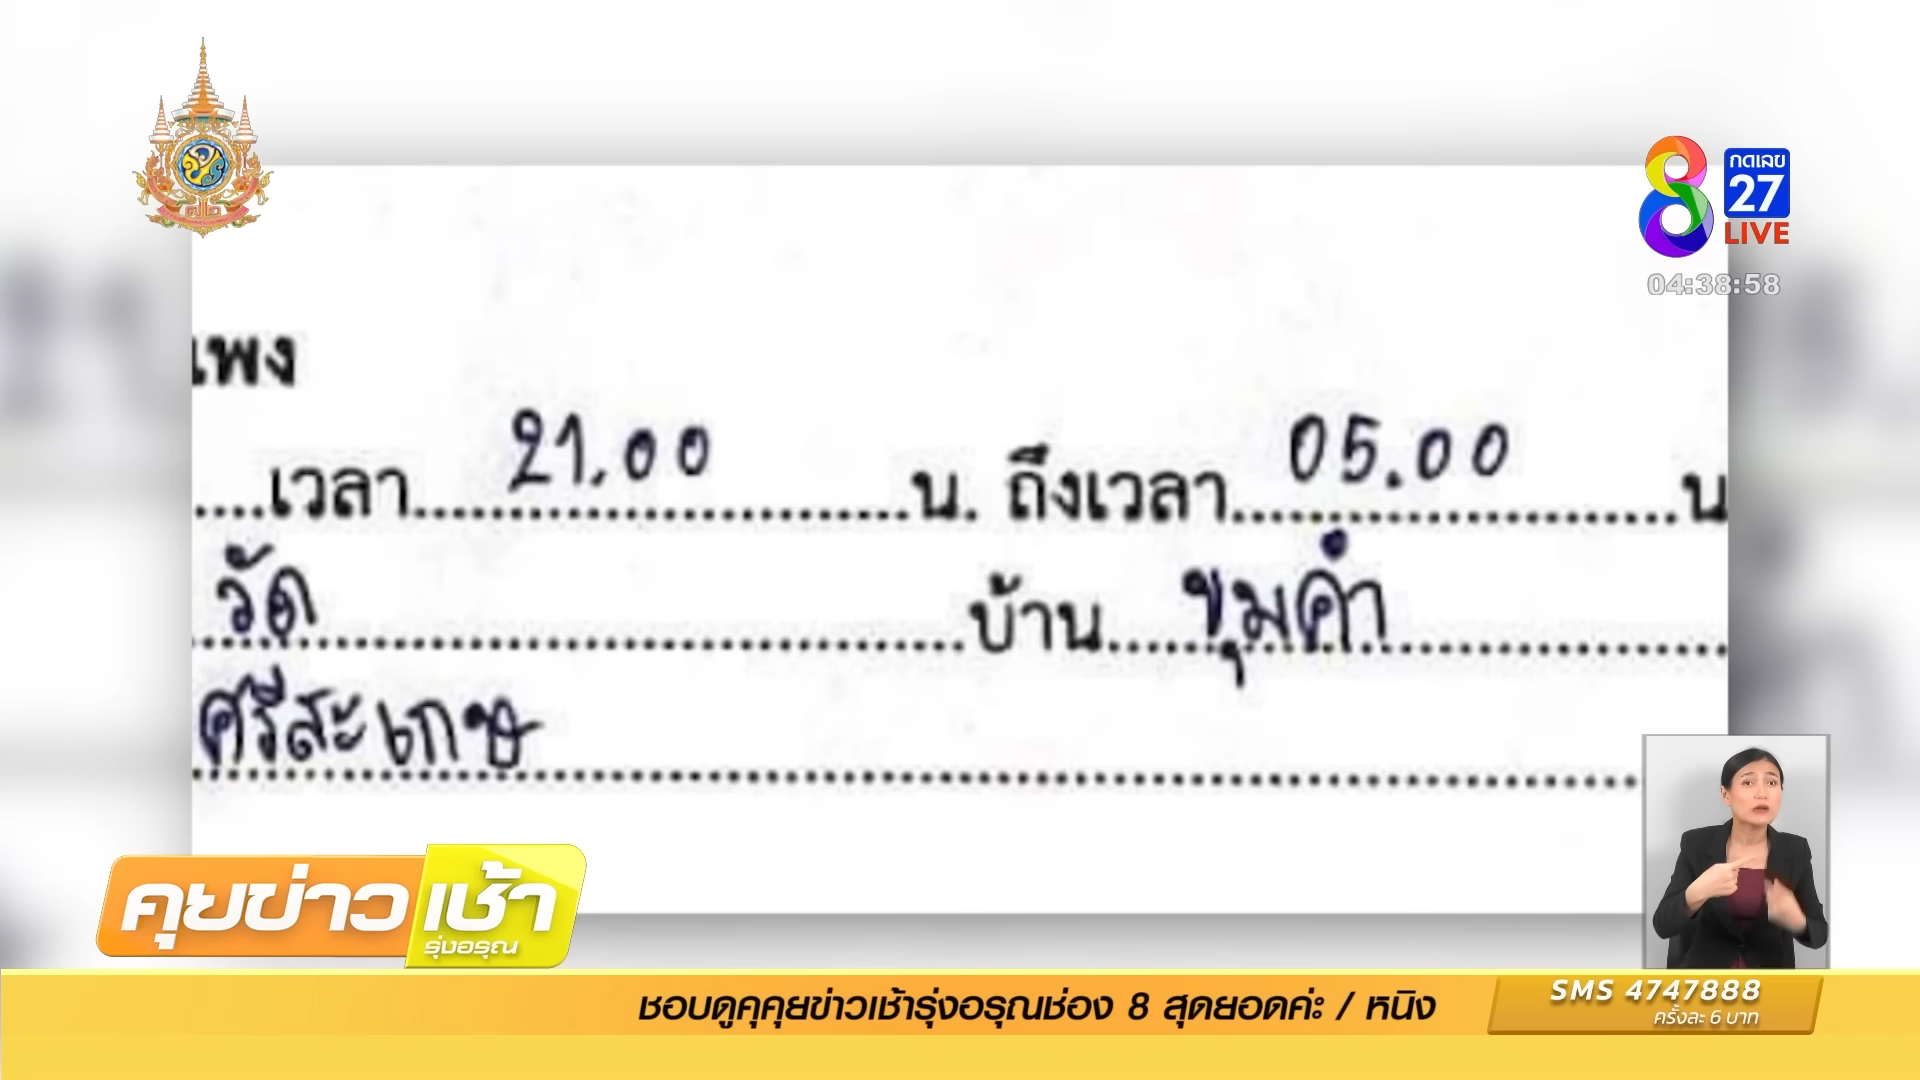 กดเลข
27
LIVE
04:38:58
เพง
....เวลา....21.00....น. ถึงเวลา....05.00....น
วัด....บ้าน....ขุมคำ....
ศรีสะเกษ....
คุยข่าวเช้า
รุ่งอรุณ
ชอบดูคุคุยข่าวเช้ารุ่งอรุณช่อง 8 สุดยอดค่ะ / หนิง
SMS 4747888
ครั้งละ 6 บาท